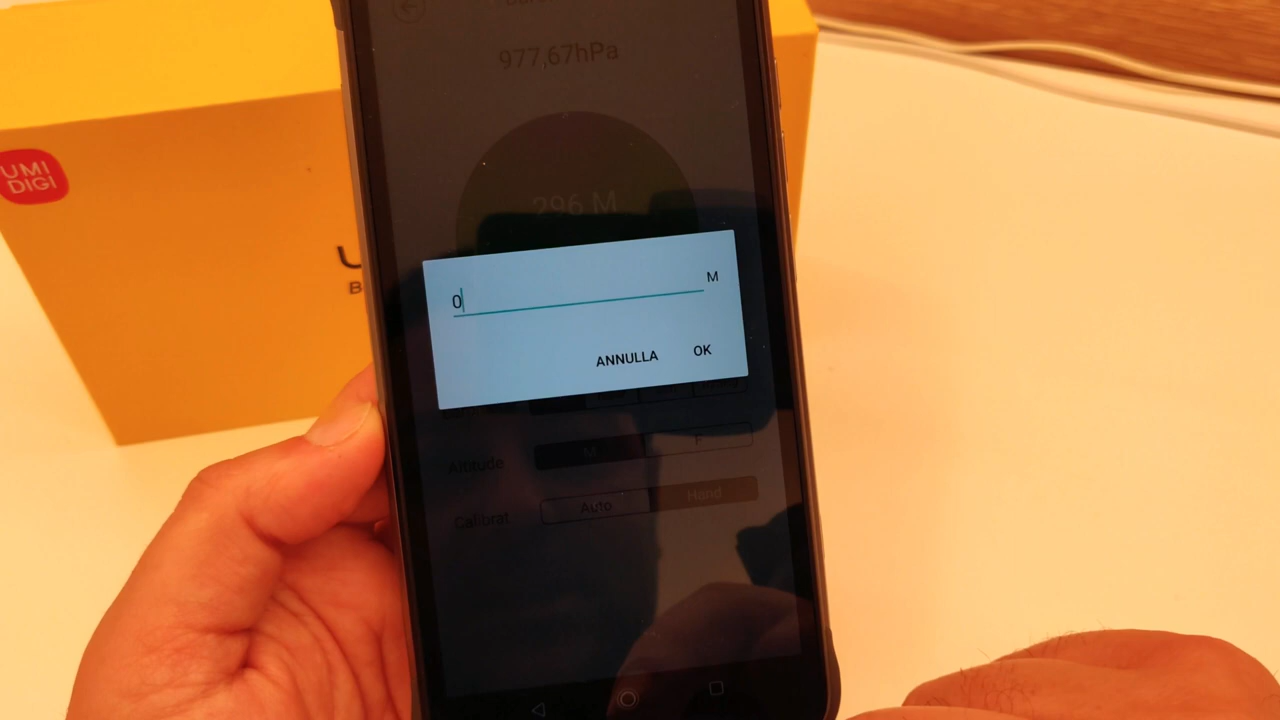 UMI
DIGI
977,67hPa
296 M
0
M
ANNULLA
OK
Altitude
M
F
Calibrat
Auto
Hand